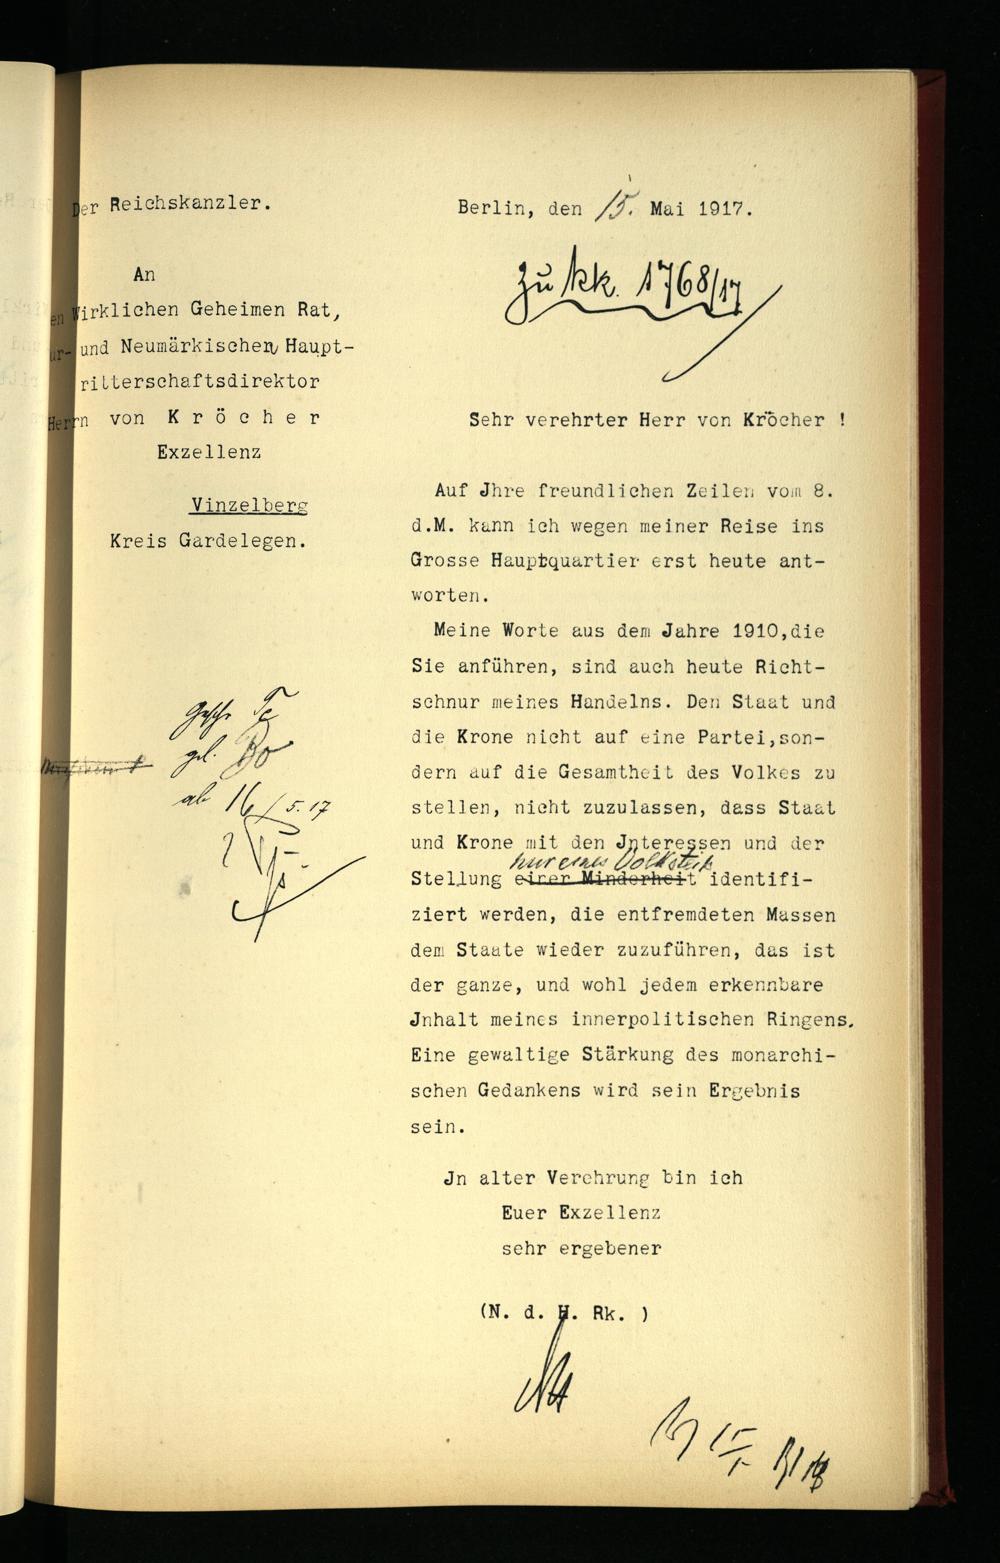 Der Reichskanzler.
Berlin, den 15. Mai 1917.
zu kk. 1768/17
An
en Wirklichen Geheimen Rat,
ur- und Neumärkischen Haupt-
ritterschaftsdirektor
Herrn von Kröcher
Exzellenz
Vinzelberg
Kreis Gardelegen.
Sehr verehrter Herr von Kröcher !
Auf Jhre freundlichen Zeilen vom 8.
d.M. kann ich wegen meiner Reise ins
Grosse Hauptquartier erst heute ant-
worten.
Meine Worte aus dem Jahre 1910,die
Sie anführen, sind auch heute Richt-
schnur meines Handelns. Den Staat und
die Krone nicht auf eine Partei,son-
dern auf die Gesamtheit des Volkes zu
stellen, nicht zuzulassen, dass Staat
und Krone mit den Jnteressen und der
nur eines Volksteils
Stellung einer Minderheit identifi-
ziert werden, die entfremdeten Massen
dem Staate wieder zuzuführen, das ist
der ganze, und wohl jedem erkennbare
Jnhalt meines innerpolitischen Ringens.
Eine gewaltige Stärkung des monarchi-
schen Gedankens wird sein Ergebnis
sein.
Jn alter Verehrung bin ich
Euer Exzellenz
sehr ergebener
(N. d. H. Rk. )
gel. Bo
ab 16/5.17
15